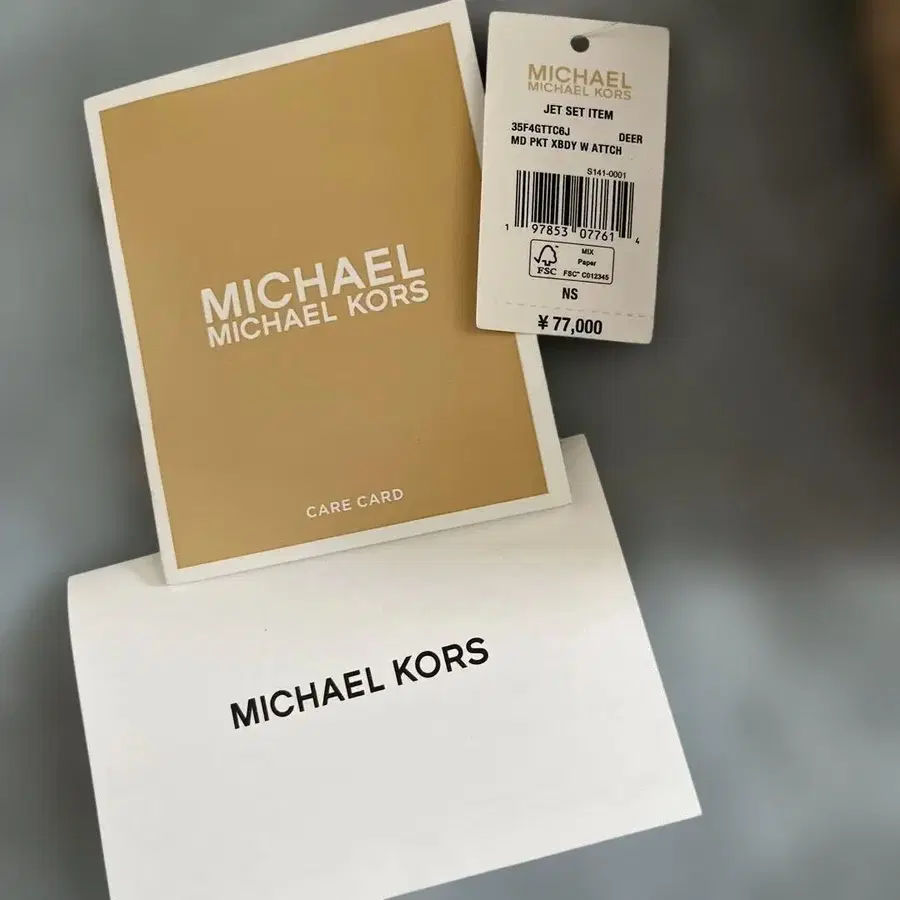 MICHAEL
MICHAEL KORS
CARE CARD
MICHAEL
MICHAEL KORS
JET SET ITEM
35F4GTTC6J DEER
MD PKT XBDY W ATTCH
S141-0001
1 97853 07761 4
FSC
MIX
Paper
FSC™ C012345
NS
¥ 77,000
MICHAEL KORS